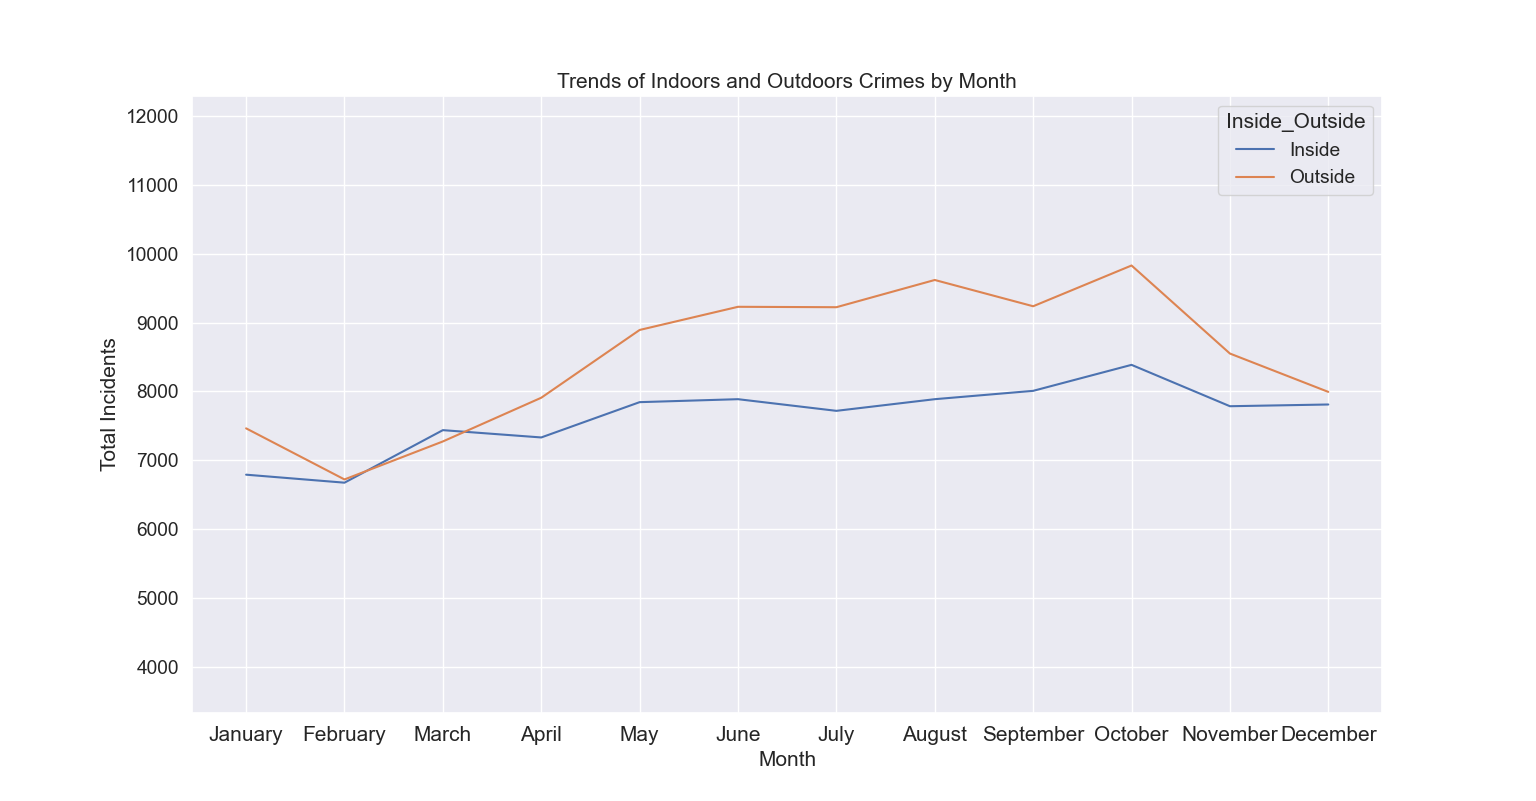 Trends of Indoors and Outdoors Crimes by Month
Inside_Outside
Inside
Outside
Total Incidents
12000
11000
10000
9000
8000
7000
6000
5000
4000
January February March April May June July August September October November December
Month